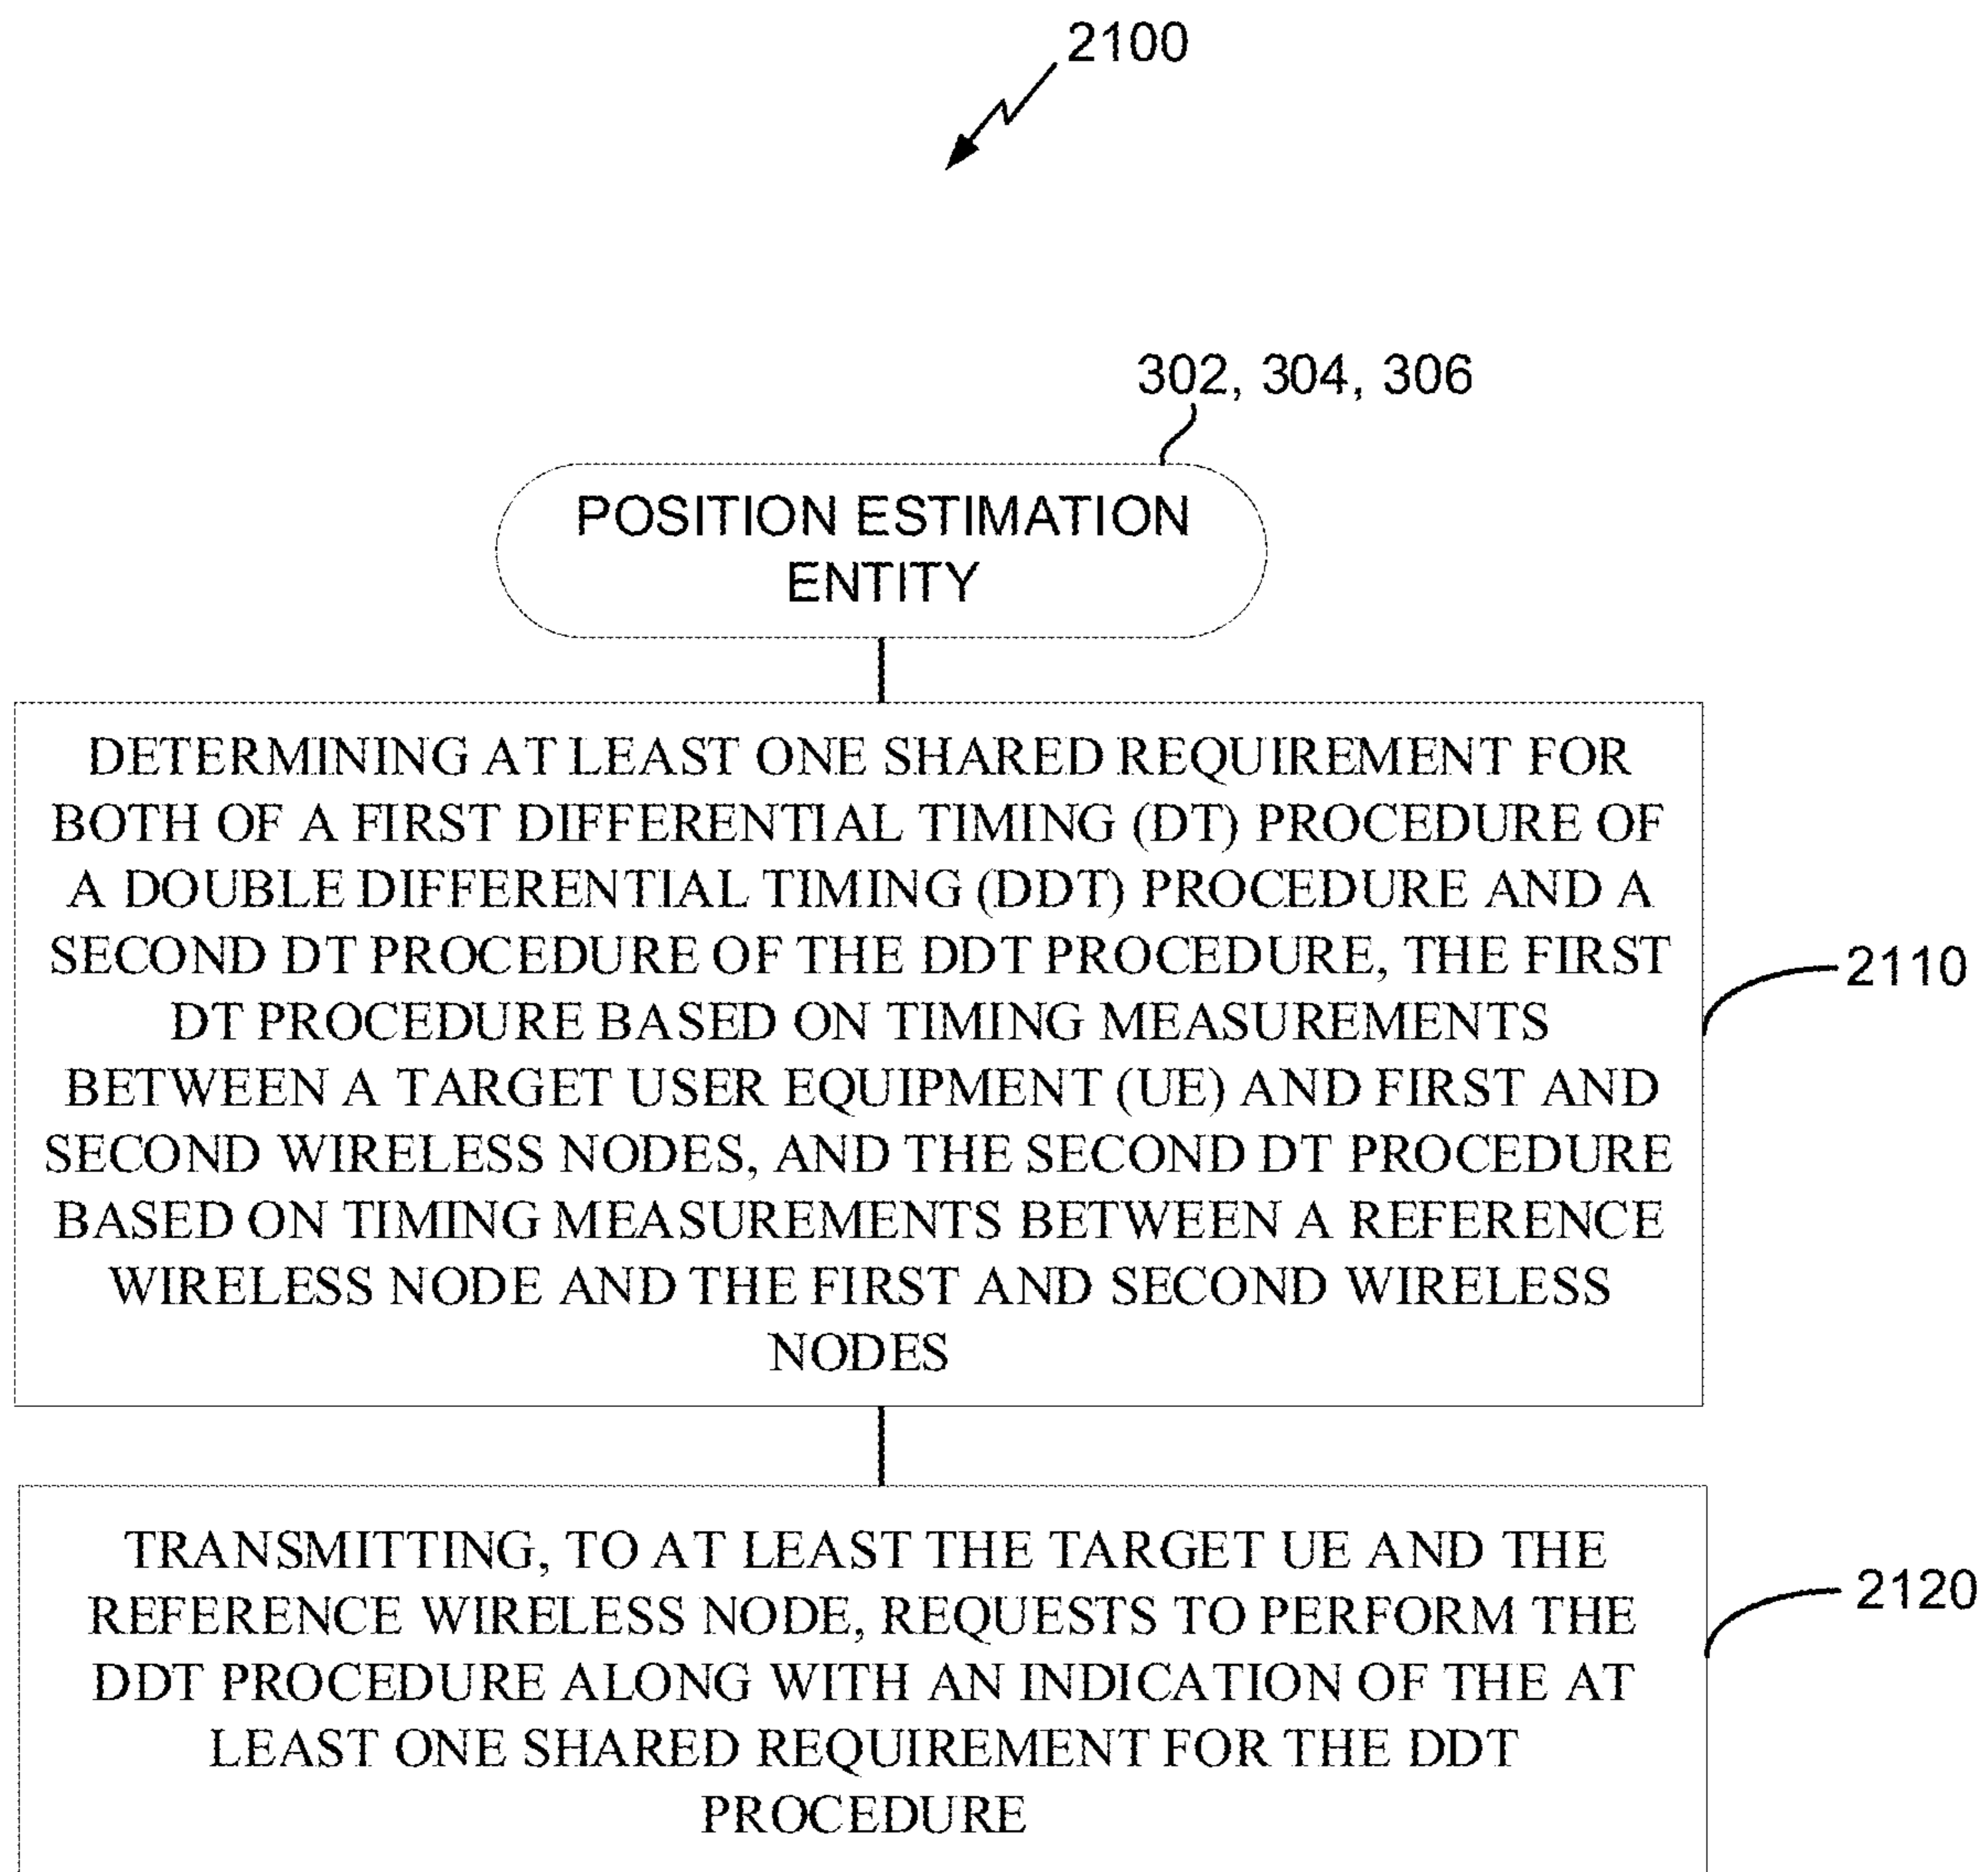 2100
302, 304, 306
POSITION ESTIMATION
ENTITY
DETERMINING AT LEAST ONE SHARED REQUIREMENT FOR
BOTH OF A FIRST DIFFERENTIAL TIMING (DT) PROCEDURE OF
A DOUBLE DIFFERENTIAL TIMING (DDT) PROCEDURE AND A
SECOND DT PROCEDURE OF THE DDT PROCEDURE, THE FIRST
DT PROCEDURE BASED ON TIMING MEASUREMENTS
BETWEEN A TARGET USER EQUIPMENT (UE) AND FIRST AND
SECOND WIRELESS NODES, AND THE SECOND DT PROCEDURE
BASED ON TIMING MEASUREMENTS BETWEEN A REFERENCE
WIRELESS NODE AND THE FIRST AND SECOND WIRELESS
NODES
2110
TRANSMITTING, TO AT LEAST THE TARGET UE AND THE
REFERENCE WIRELESS NODE, REQUESTS TO PERFORM THE
DDT PROCEDURE ALONG WITH AN INDICATION OF THE AT
LEAST ONE SHARED REQUIREMENT FOR THE DDT
PROCEDURE
2120